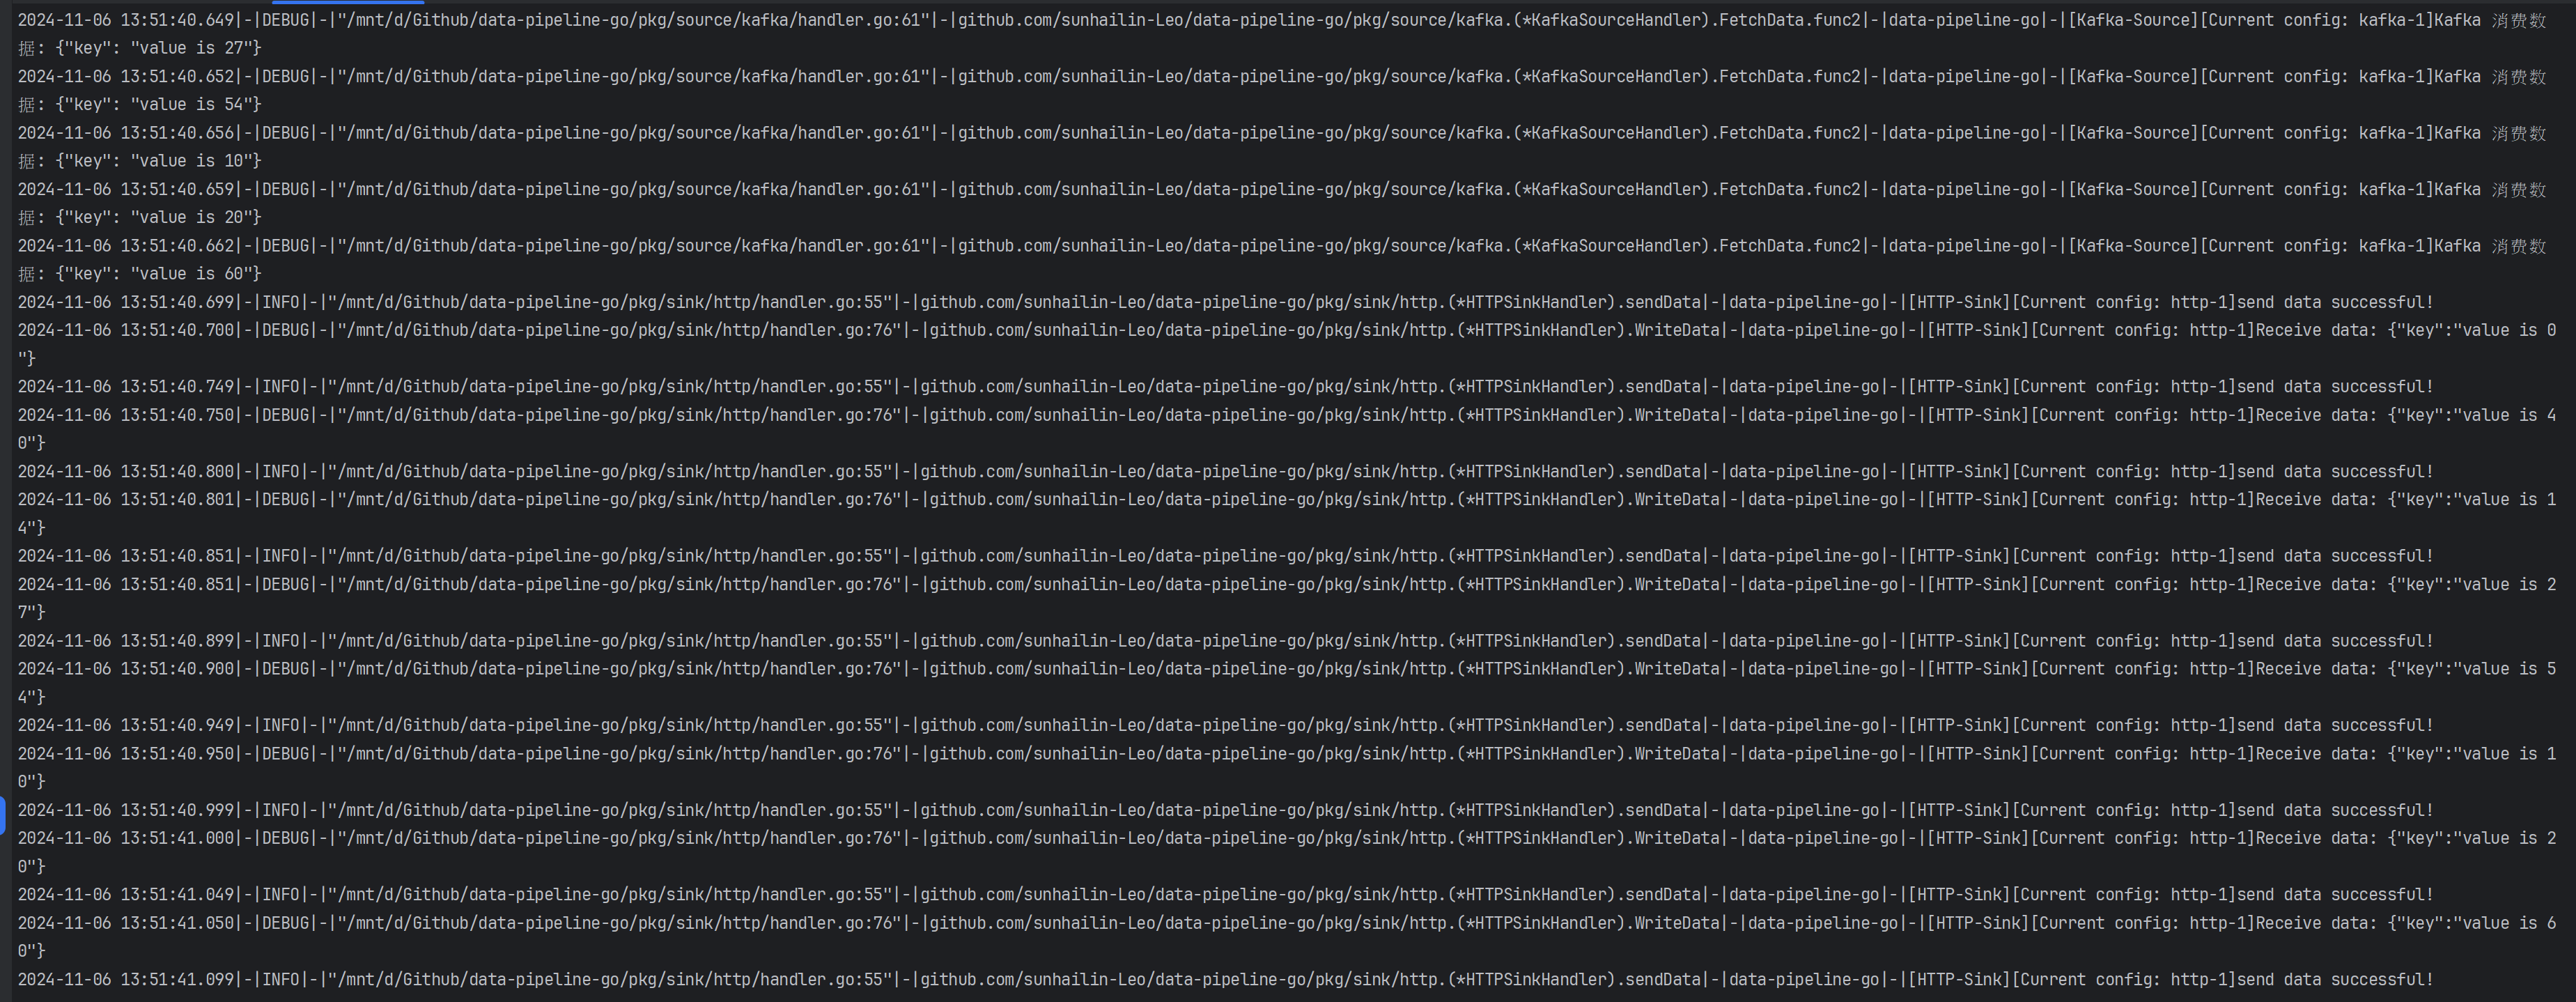 2024-11-06 13:51:40.649|-|DEBUG|-|"/mnt/d/Github/data-pipeline-go/pkg/source/kafka/handler.go:61"|-|github.com/sunhailin-Leo/data-pipeline-go/pkg/source/kafka.(*KafkaSourceHandler).FetchData.func2|-|data-pipeline-go|-|[Kafka-Source][Current config: kafka-1]Kafka 消费数
据: {"key": "value is 27"}
2024-11-06 13:51:40.652|-|DEBUG|-|"/mnt/d/Github/data-pipeline-go/pkg/source/kafka/handler.go:61"|-|github.com/sunhailin-Leo/data-pipeline-go/pkg/source/kafka.(*KafkaSourceHandler).FetchData.func2|-|data-pipeline-go|-|[Kafka-Source][Current config: kafka-1]Kafka 消费数
据: {"key": "value is 54"}
2024-11-06 13:51:40.656|-|DEBUG|-|"/mnt/d/Github/data-pipeline-go/pkg/source/kafka/handler.go:61"|-|github.com/sunhailin-Leo/data-pipeline-go/pkg/source/kafka.(*KafkaSourceHandler).FetchData.func2|-|data-pipeline-go|-|[Kafka-Source][Current config: kafka-1]Kafka 消费数
据: {"key": "value is 10"}
2024-11-06 13:51:40.659|-|DEBUG|-|"/mnt/d/Github/data-pipeline-go/pkg/source/kafka/handler.go:61"|-|github.com/sunhailin-Leo/data-pipeline-go/pkg/source/kafka.(*KafkaSourceHandler).FetchData.func2|-|data-pipeline-go|-|[Kafka-Source][Current config: kafka-1]Kafka 消费数
据: {"key": "value is 20"}
2024-11-06 13:51:40.662|-|DEBUG|-|"/mnt/d/Github/data-pipeline-go/pkg/source/kafka/handler.go:61"|-|github.com/sunhailin-Leo/data-pipeline-go/pkg/source/kafka.(*KafkaSourceHandler).FetchData.func2|-|data-pipeline-go|-|[Kafka-Source][Current config: kafka-1]Kafka 消费数
据: {"key": "value is 60"}
2024-11-06 13:51:40.699|-|INFO|-|"/mnt/d/Github/data-pipeline-go/pkg/sink/http/handler.go:55"|-|github.com/sunhailin-Leo/data-pipeline-go/pkg/sink/http.(*HTTPSinkHandler).sendData|-|data-pipeline-go|-|[HTTP-Sink][Current config: http-1]send data successful!
2024-11-06 13:51:40.700|-|DEBUG|-|"/mnt/d/Github/data-pipeline-go/pkg/sink/http/handler.go:76"|-|github.com/sunhailin-Leo/data-pipeline-go/pkg/sink/http.(*HTTPSinkHandler).WriteData|-|data-pipeline-go|-|[HTTP-Sink][Current config: http-1]Receive data: {"key":"value is 0
"}
2024-11-06 13:51:40.749|-|INFO|-|"/mnt/d/Github/data-pipeline-go/pkg/sink/http/handler.go:55"|-|github.com/sunhailin-Leo/data-pipeline-go/pkg/sink/http.(*HTTPSinkHandler).sendData|-|data-pipeline-go|-|[HTTP-Sink][Current config: http-1]send data successful!
2024-11-06 13:51:40.750|-|DEBUG|-|"/mnt/d/Github/data-pipeline-go/pkg/sink/http/handler.go:76"|-|github.com/sunhailin-Leo/data-pipeline-go/pkg/sink/http.(*HTTPSinkHandler).WriteData|-|data-pipeline-go|-|[HTTP-Sink][Current config: http-1]Receive data: {"key":"value is 4
0"}
2024-11-06 13:51:40.800|-|INFO|-|"/mnt/d/Github/data-pipeline-go/pkg/sink/http/handler.go:55"|-|github.com/sunhailin-Leo/data-pipeline-go/pkg/sink/http.(*HTTPSinkHandler).sendData|-|data-pipeline-go|-|[HTTP-Sink][Current config: http-1]send data successful!
2024-11-06 13:51:40.801|-|DEBUG|-|"/mnt/d/Github/data-pipeline-go/pkg/sink/http/handler.go:76"|-|github.com/sunhailin-Leo/data-pipeline-go/pkg/sink/http.(*HTTPSinkHandler).WriteData|-|data-pipeline-go|-|[HTTP-Sink][Current config: http-1]Receive data: {"key":"value is 1
4"}
2024-11-06 13:51:40.851|-|INFO|-|"/mnt/d/Github/data-pipeline-go/pkg/sink/http/handler.go:55"|-|github.com/sunhailin-Leo/data-pipeline-go/pkg/sink/http.(*HTTPSinkHandler).sendData|-|data-pipeline-go|-|[HTTP-Sink][Current config: http-1]send data successful!
2024-11-06 13:51:40.851|-|DEBUG|-|"/mnt/d/Github/data-pipeline-go/pkg/sink/http/handler.go:76"|-|github.com/sunhailin-Leo/data-pipeline-go/pkg/sink/http.(*HTTPSinkHandler).WriteData|-|data-pipeline-go|-|[HTTP-Sink][Current config: http-1]Receive data: {"key":"value is 2
7"}
2024-11-06 13:51:40.899|-|INFO|-|"/mnt/d/Github/data-pipeline-go/pkg/sink/http/handler.go:55"|-|github.com/sunhailin-Leo/data-pipeline-go/pkg/sink/http.(*HTTPSinkHandler).sendData|-|data-pipeline-go|-|[HTTP-Sink][Current config: http-1]send data successful!
2024-11-06 13:51:40.900|-|DEBUG|-|"/mnt/d/Github/data-pipeline-go/pkg/sink/http/handler.go:76"|-|github.com/sunhailin-Leo/data-pipeline-go/pkg/sink/http.(*HTTPSinkHandler).WriteData|-|data-pipeline-go|-|[HTTP-Sink][Current config: http-1]Receive data: {"key":"value is 5
4"}
2024-11-06 13:51:40.949|-|INFO|-|"/mnt/d/Github/data-pipeline-go/pkg/sink/http/handler.go:55"|-|github.com/sunhailin-Leo/data-pipeline-go/pkg/sink/http.(*HTTPSinkHandler).sendData|-|data-pipeline-go|-|[HTTP-Sink][Current config: http-1]send data successful!
2024-11-06 13:51:40.950|-|DEBUG|-|"/mnt/d/Github/data-pipeline-go/pkg/sink/http/handler.go:76"|-|github.com/sunhailin-Leo/data-pipeline-go/pkg/sink/http.(*HTTPSinkHandler).WriteData|-|data-pipeline-go|-|[HTTP-Sink][Current config: http-1]Receive data: {"key":"value is 1
0"}
2024-11-06 13:51:40.999|-|INFO|-|"/mnt/d/Github/data-pipeline-go/pkg/sink/http/handler.go:55"|-|github.com/sunhailin-Leo/data-pipeline-go/pkg/sink/http.(*HTTPSinkHandler).sendData|-|data-pipeline-go|-|[HTTP-Sink][Current config: http-1]send data successful!
2024-11-06 13:51:41.000|-|DEBUG|-|"/mnt/d/Github/data-pipeline-go/pkg/sink/http/handler.go:76"|-|github.com/sunhailin-Leo/data-pipeline-go/pkg/sink/http.(*HTTPSinkHandler).WriteData|-|data-pipeline-go|-|[HTTP-Sink][Current config: http-1]Receive data: {"key":"value is 2
0"}
2024-11-06 13:51:41.049|-|INFO|-|"/mnt/d/Github/data-pipeline-go/pkg/sink/http/handler.go:55"|-|github.com/sunhailin-Leo/data-pipeline-go/pkg/sink/http.(*HTTPSinkHandler).sendData|-|data-pipeline-go|-|[HTTP-Sink][Current config: http-1]send data successful!
2024-11-06 13:51:41.050|-|DEBUG|-|"/mnt/d/Github/data-pipeline-go/pkg/sink/http/handler.go:76"|-|github.com/sunhailin-Leo/data-pipeline-go/pkg/sink/http.(*HTTPSinkHandler).WriteData|-|data-pipeline-go|-|[HTTP-Sink][Current config: http-1]Receive data: {"key":"value is 6
0"}
2024-11-06 13:51:41.099|-|INFO|-|"/mnt/d/Github/data-pipeline-go/pkg/sink/http/handler.go:55"|-|github.com/sunhailin-Leo/data-pipeline-go/pkg/sink/http.(*HTTPSinkHandler).sendData|-|data-pipeline-go|-|[HTTP-Sink][Current config: http-1]send data successful!